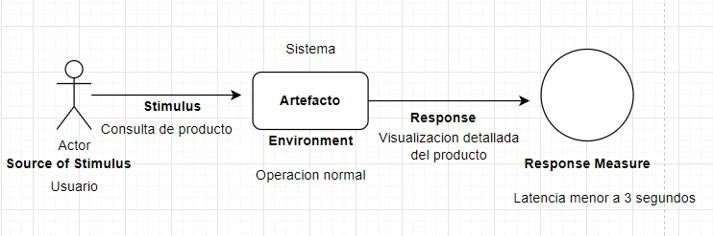 Sistema
Artefacto
Stimulus
Consulta de producto
Response
Visualizacion detallada
del producto
Environment
Operacion normal
Actor
Source of Stimulus
Usuario
Response Measure
Latencia menor a 3 segundos